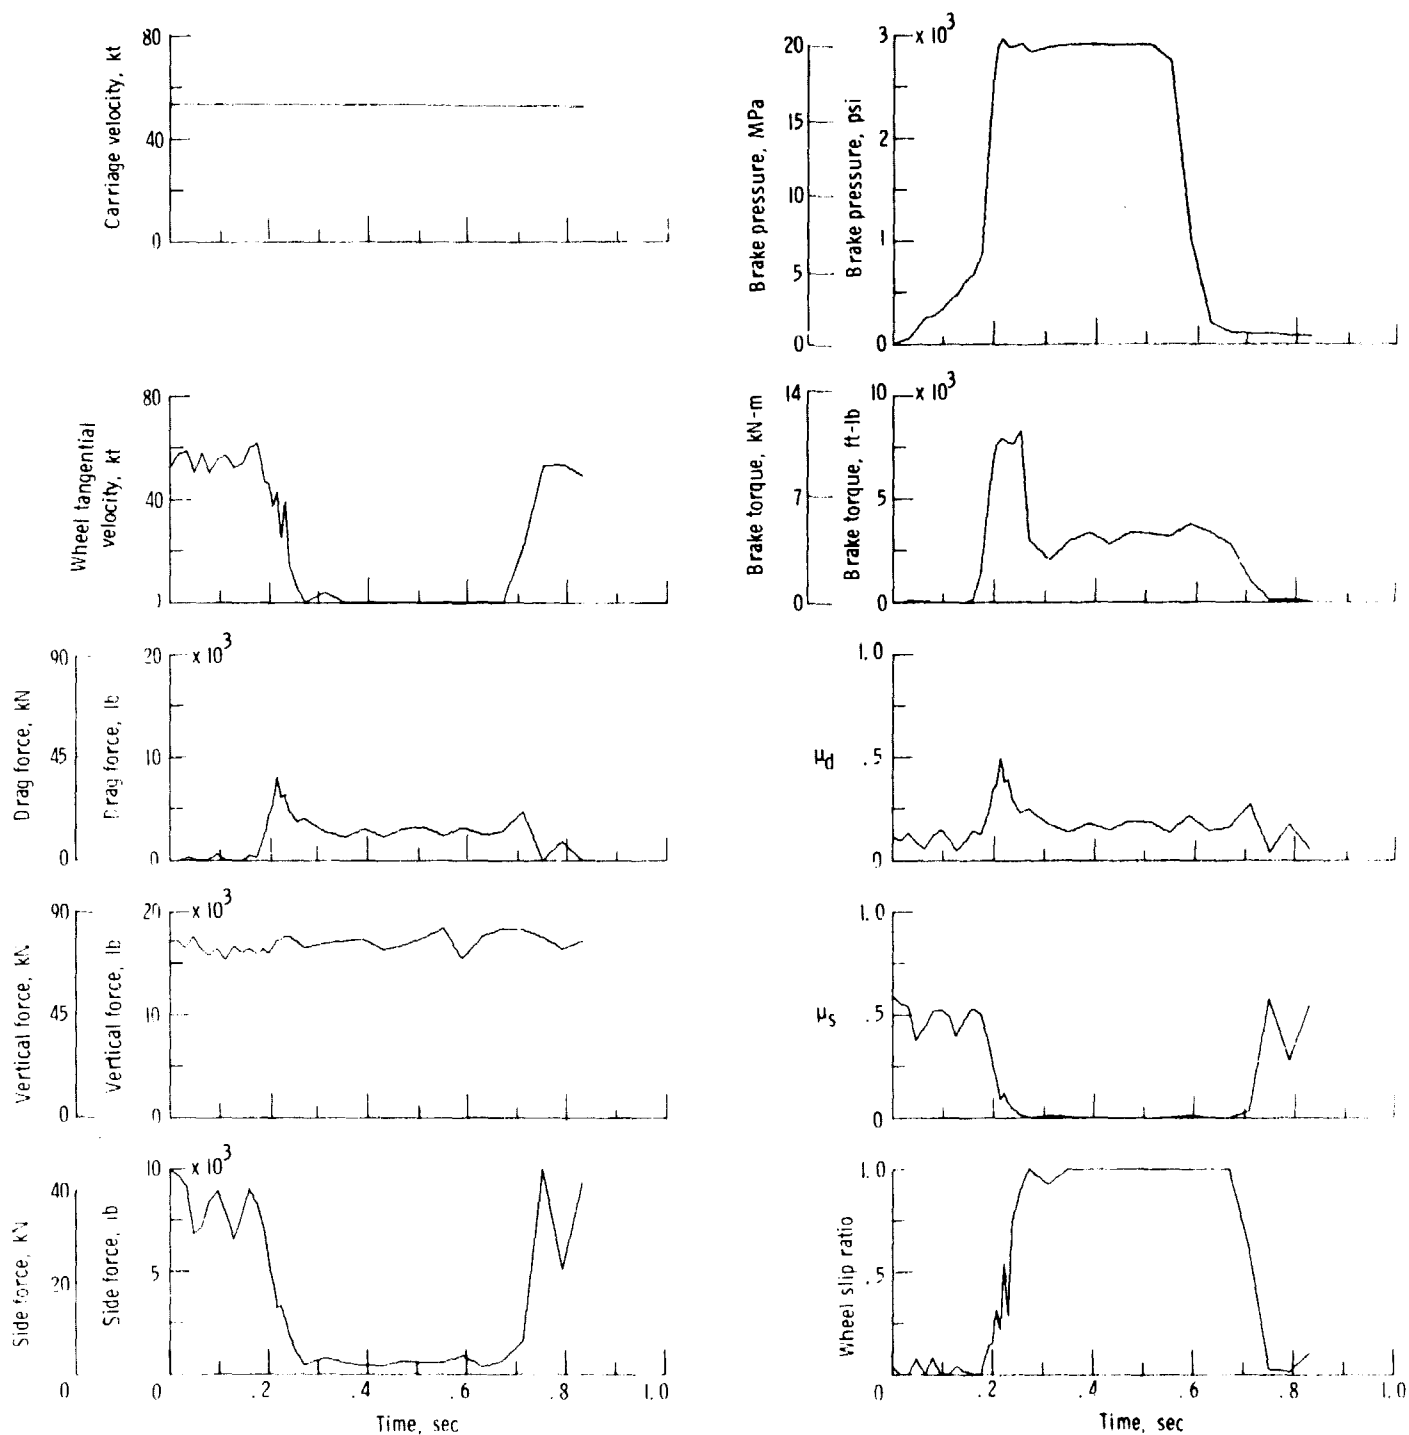 Carriage velocity, kt
80
40
0
Brake pressure, MPa
20
15
10
5
0
Brake pressure, psi
3 x 10³
2
1
0
Wheel tangential
velocity, kt
80
40
Brake torque, kN-m
14
7
0
Brake torque, ft-lb
10 x 10³
5
0
Drag force, kN
90
45
0
Drag force, lb
20 x 10³
10
0
μd
1.0
.5
0
Vertical force, kN
90
45
0
Vertical force, lb
20 x 10³
10
0
μs
1.0
.5
0
Side force, kN
40
20
0
Side force, lb
10 x 10³
5
0 .2 .4 .6 .8 1.0
Time, sec
Wheel slip ratio
1.0
.5
0 .2 .4 .6 .8 1.0
Time, sec